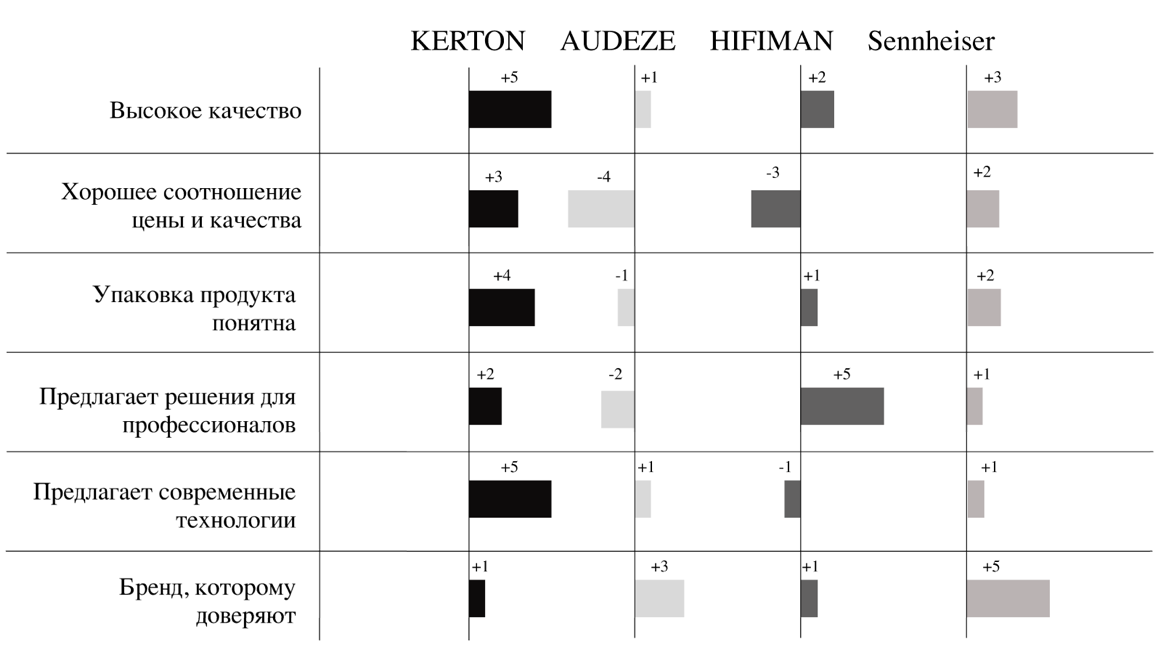 KERTON AUDEZE HIFIMAN Sennheiser
+5 +1 +2 +3
Высокое качество
+3 -4 -3 +2
Хорошее соотношение
цены и качества
+4 -1 +1 +2
Упаковка продукта
понятна
+2 -2 +5 +1
Предлагает решения для
профессионалов
+5 +1 -1 +1
Предлагает современные
технологии
+1 +3 +1 +5
Бренд, которому
доверяют